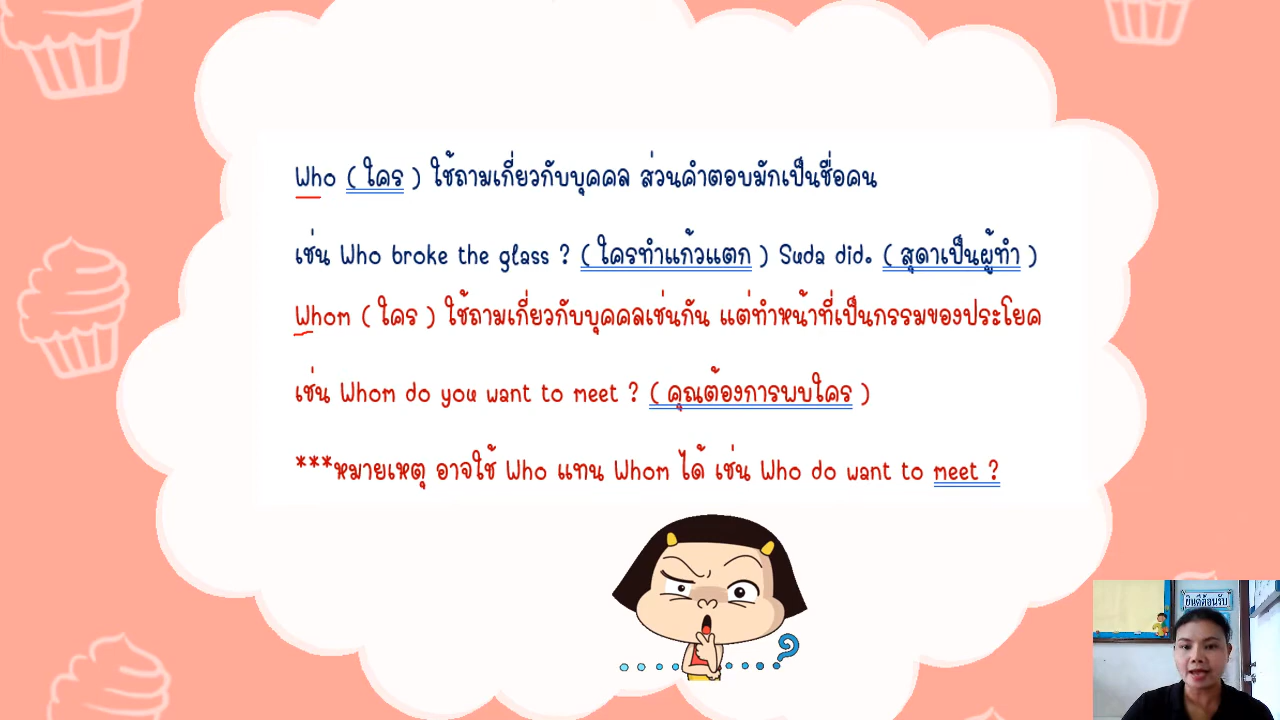 Who ( ใคร ) ใช้ถามเกี่ยวกับบุคคล ส่วนคำตอบมักเป็นชื่อคน
เช่น Who broke the glass ? ( ใครทำแก้วแตก ) Suda did. ( สุดาเป็นผู้ทำ )
Whom ( ใคร ) ใช้ถามเกี่ยวกับบุคคลเช่นกัน แต่ทำหน้าที่เป็นกรรมของประโยค
เช่น Whom do you want to meet ? ( คุณต้องการพบใคร )
***หมายเหตุ อาจใช้ Who แทน Whom ได้ เช่น Who do want to meet ?
ยินดีต้อนรับ